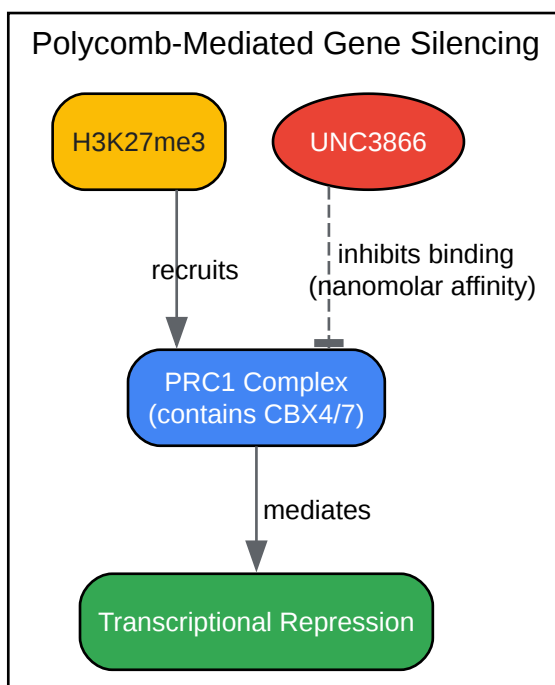 Polycomb-Mediated Gene Silencing
H3K27me3
UNC3866
recruits
inhibits binding
(nanomolar affinity)
PRC1 Complex
(contains CBX4/7)
mediates
Transcriptional Repression